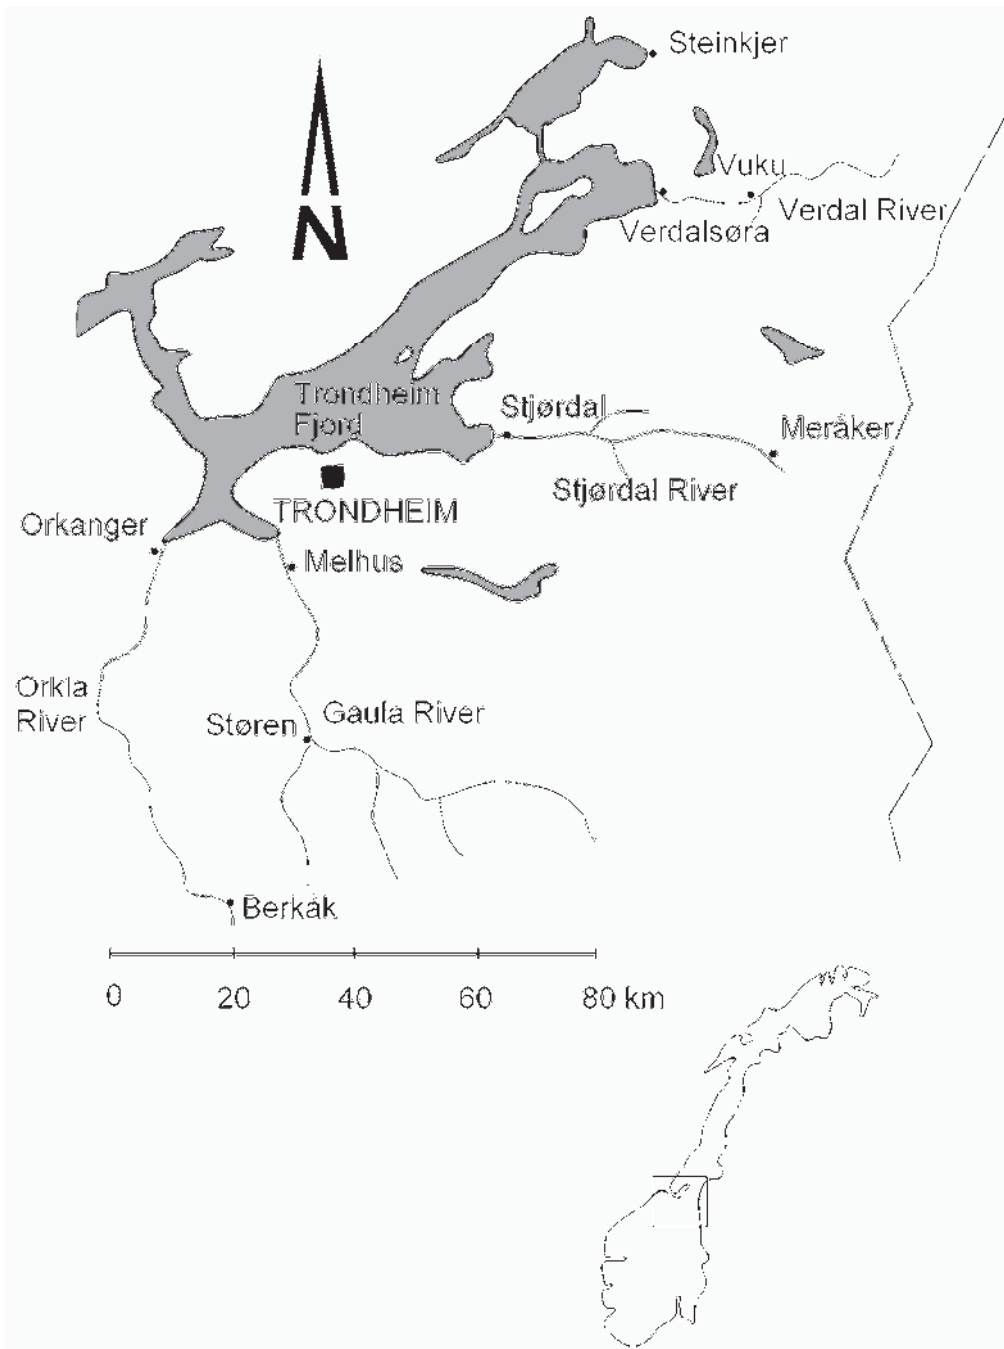 Steinkjer
N
Vuku
Verdal River
Verdalsøra
Trondheim
Fjord
Stjørdal
Meråker
Stjørdal River
TRONDHEIM
Orkanger
Melhus
Orkla
River
Gaula River
Støren
Berkåk
0 20 40 60 80 km